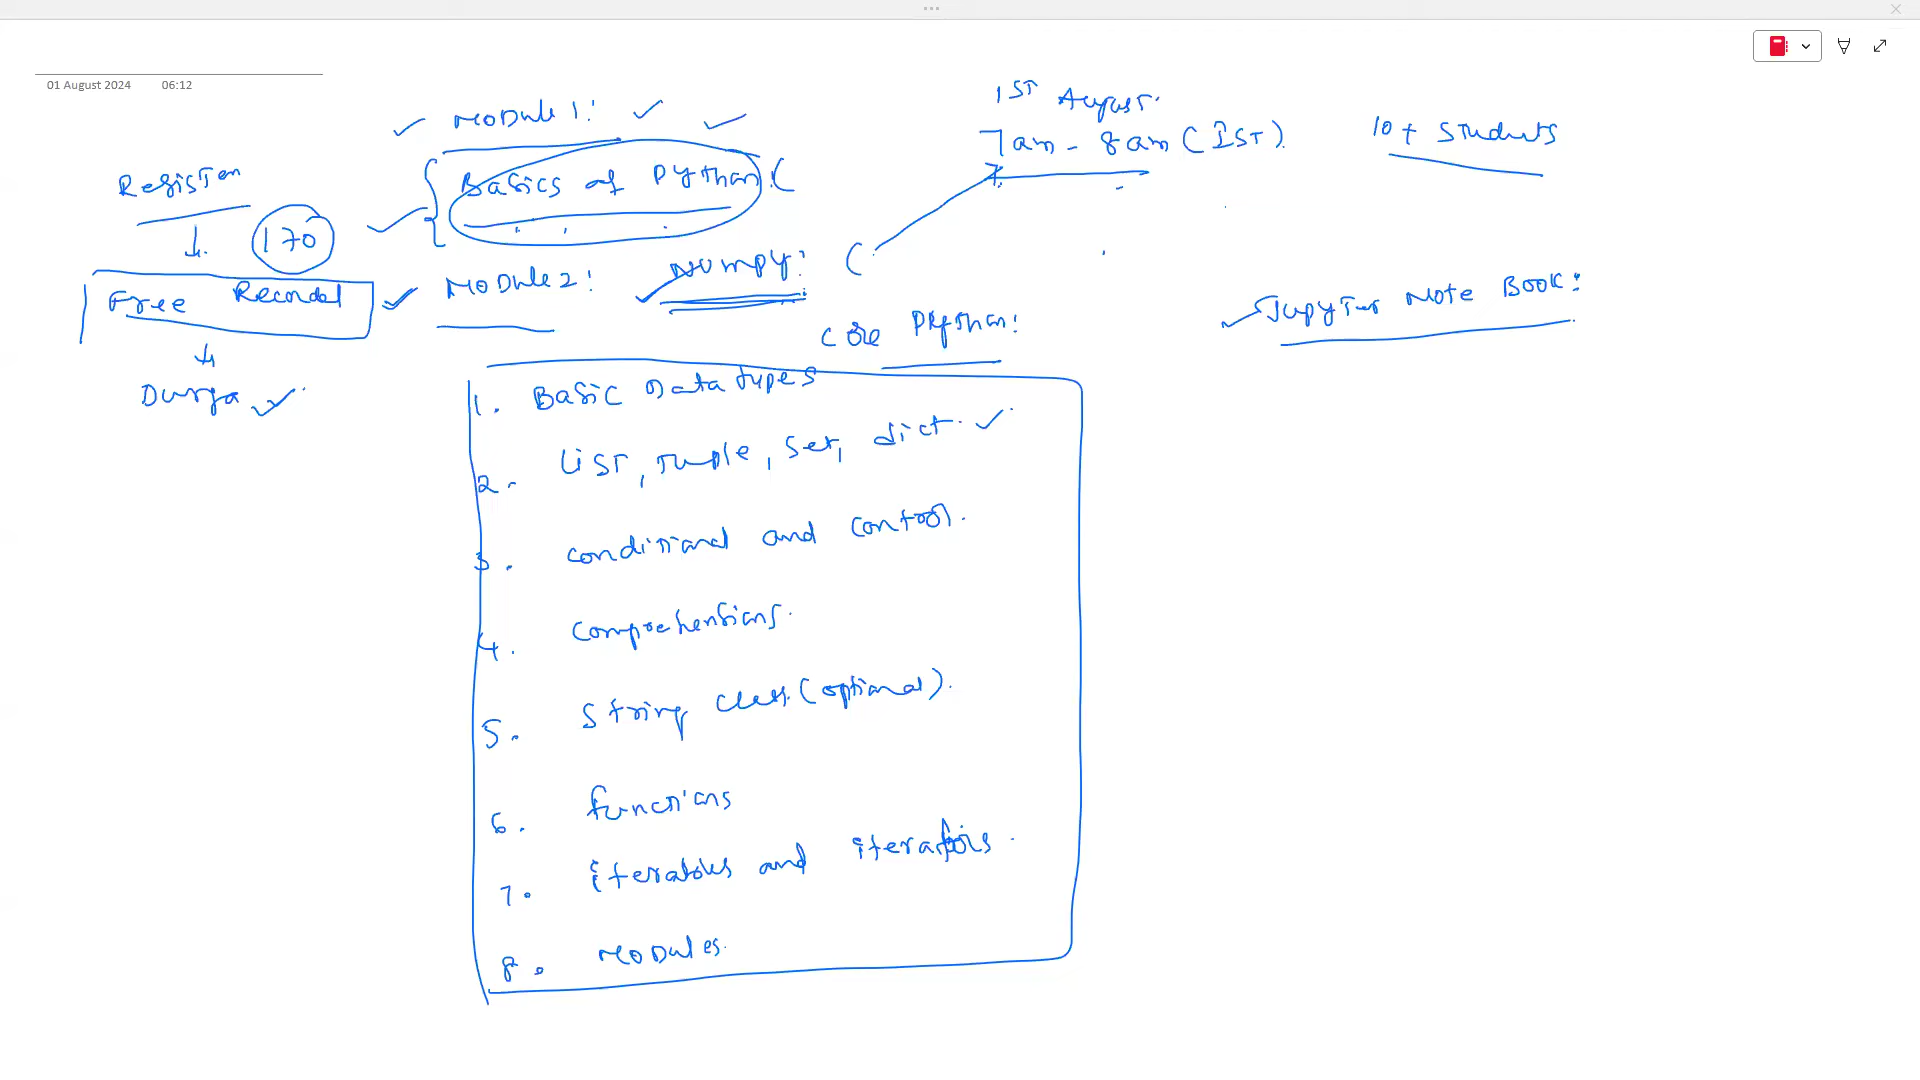 01 August 2024 06:12
Module 1:
1ST August
7am - 8am (IST)
10+ Students
Register
Basics of Python: (
170
Module 2: Numpy: (
Free Recorded
Jupyter Note Book:
Core Python:
Durga
1. Basic Data types
2. List, Tuple, Set, dict.
3. conditional and control.
4. comprehensions.
5. String class (optional).
6. functions
7. iterables and iterators.
8. Modules.